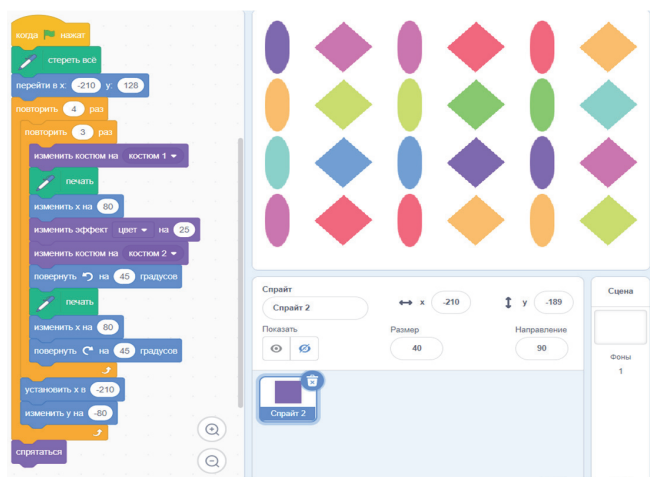 когда нажат
стереть всё
перейти в x: -210 y: 128
повторить 4 раз
повторить 3 раз
изменить костюм на костюм 1
печать
изменить x на 80
изменить эффект цвет на 25
изменить костюм на костюм 2
повернуть на 45 градусов
печать
изменить x на 80
повернуть на 45 градусов
установить x в -210
изменить y на -80
спрятаться
Спрайт
Спрайт 2
x -210
y -189
Показать
Размер
40
Направление
90
Спрайт 2
Сцена
Фоны
1